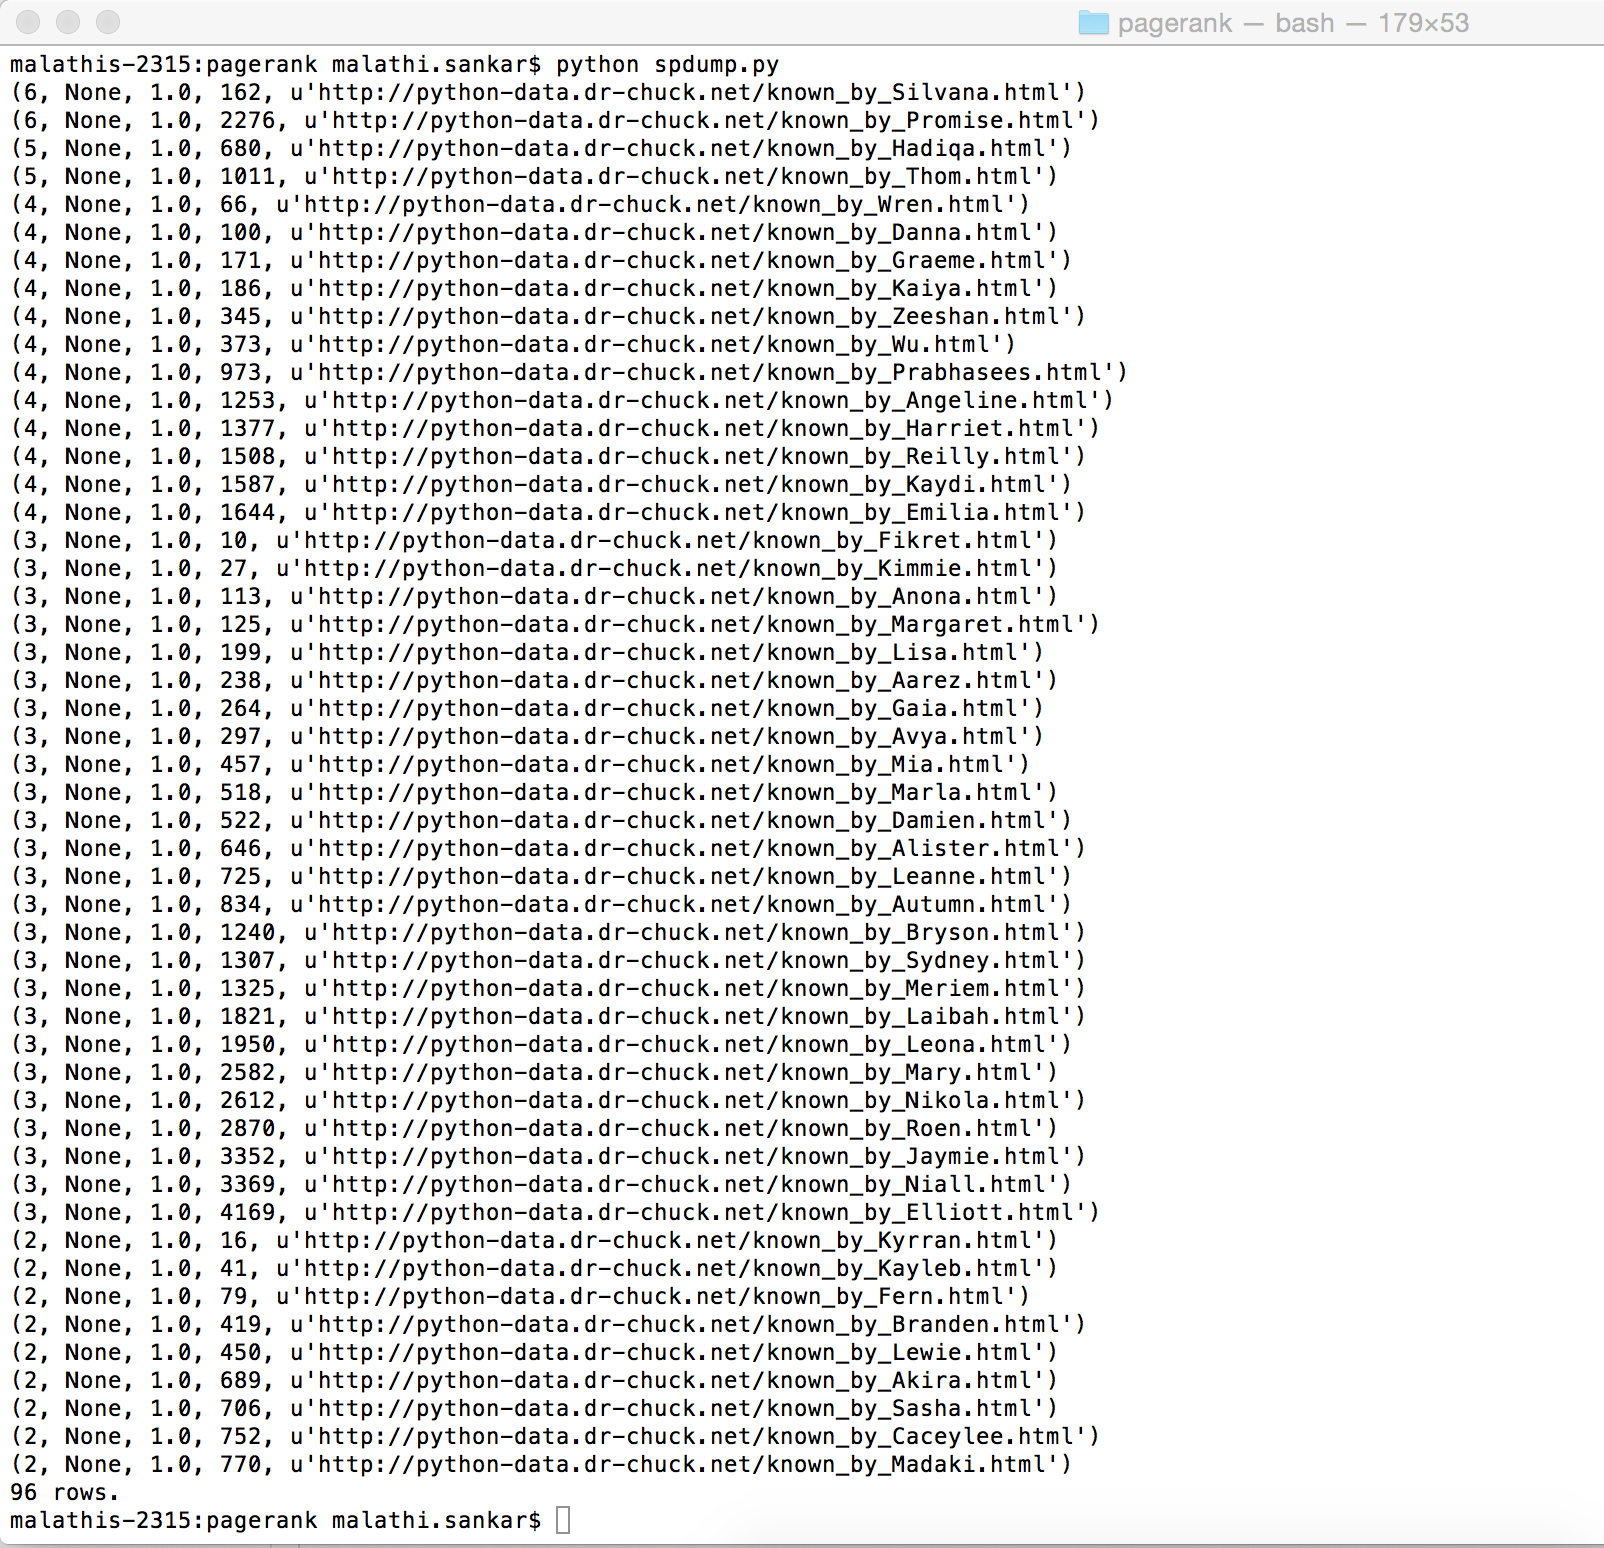 pagerank — bash — 179×53
malathis-2315:pagerank malathi.sankar$ python spdump.py
(6, None, 1.0, 162, u'http://python-data.dr-chuck.net/known_by_Silvana.html')
(6, None, 1.0, 2276, u'http://python-data.dr-chuck.net/known_by_Promise.html')
(5, None, 1.0, 680, u'http://python-data.dr-chuck.net/known_by_Hadiqa.html')
(5, None, 1.0, 1011, u'http://python-data.dr-chuck.net/known_by_Thom.html')
(4, None, 1.0, 66, u'http://python-data.dr-chuck.net/known_by_Wren.html')
(4, None, 1.0, 100, u'http://python-data.dr-chuck.net/known_by_Danna.html')
(4, None, 1.0, 171, u'http://python-data.dr-chuck.net/known_by_Graeme.html')
(4, None, 1.0, 186, u'http://python-data.dr-chuck.net/known_by_Kaiya.html')
(4, None, 1.0, 345, u'http://python-data.dr-chuck.net/known_by_Zeeshan.html')
(4, None, 1.0, 373, u'http://python-data.dr-chuck.net/known_by_Wu.html')
(4, None, 1.0, 973, u'http://python-data.dr-chuck.net/known_by_Prabhasees.html')
(4, None, 1.0, 1253, u'http://python-data.dr-chuck.net/known_by_Angeline.html')
(4, None, 1.0, 1377, u'http://python-data.dr-chuck.net/known_by_Harriet.html')
(4, None, 1.0, 1508, u'http://python-data.dr-chuck.net/known_by_Reilly.html')
(4, None, 1.0, 1587, u'http://python-data.dr-chuck.net/known_by_Kaydi.html')
(4, None, 1.0, 1644, u'http://python-data.dr-chuck.net/known_by_Emilia.html')
(3, None, 1.0, 10, u'http://python-data.dr-chuck.net/known_by_Fikret.html')
(3, None, 1.0, 27, u'http://python-data.dr-chuck.net/known_by_Kimmie.html')
(3, None, 1.0, 113, u'http://python-data.dr-chuck.net/known_by_Anona.html')
(3, None, 1.0, 125, u'http://python-data.dr-chuck.net/known_by_Margaret.html')
(3, None, 1.0, 199, u'http://python-data.dr-chuck.net/known_by_Lisa.html')
(3, None, 1.0, 238, u'http://python-data.dr-chuck.net/known_by_Aarez.html')
(3, None, 1.0, 264, u'http://python-data.dr-chuck.net/known_by_Gaia.html')
(3, None, 1.0, 297, u'http://python-data.dr-chuck.net/known_by_Avya.html')
(3, None, 1.0, 457, u'http://python-data.dr-chuck.net/known_by_Mia.html')
(3, None, 1.0, 518, u'http://python-data.dr-chuck.net/known_by_Marla.html')
(3, None, 1.0, 522, u'http://python-data.dr-chuck.net/known_by_Damien.html')
(3, None, 1.0, 646, u'http://python-data.dr-chuck.net/known_by_Alister.html')
(3, None, 1.0, 725, u'http://python-data.dr-chuck.net/known_by_Leanne.html')
(3, None, 1.0, 834, u'http://python-data.dr-chuck.net/known_by_Autumn.html')
(3, None, 1.0, 1240, u'http://python-data.dr-chuck.net/known_by_Bryson.html')
(3, None, 1.0, 1307, u'http://python-data.dr-chuck.net/known_by_Sydney.html')
(3, None, 1.0, 1325, u'http://python-data.dr-chuck.net/known_by_Meriem.html')
(3, None, 1.0, 1821, u'http://python-data.dr-chuck.net/known_by_Laibah.html')
(3, None, 1.0, 1950, u'http://python-data.dr-chuck.net/known_by_Leona.html')
(3, None, 1.0, 2582, u'http://python-data.dr-chuck.net/known_by_Mary.html')
(3, None, 1.0, 2612, u'http://python-data.dr-chuck.net/known_by_Nikola.html')
(3, None, 1.0, 2870, u'http://python-data.dr-chuck.net/known_by_Roen.html')
(3, None, 1.0, 3352, u'http://python-data.dr-chuck.net/known_by_Jaymie.html')
(3, None, 1.0, 3369, u'http://python-data.dr-chuck.net/known_by_Niall.html')
(3, None, 1.0, 4169, u'http://python-data.dr-chuck.net/known_by_Elliott.html')
(2, None, 1.0, 16, u'http://python-data.dr-chuck.net/known_by_Kyrran.html')
(2, None, 1.0, 41, u'http://python-data.dr-chuck.net/known_by_Kayleb.html')
(2, None, 1.0, 79, u'http://python-data.dr-chuck.net/known_by_Fern.html')
(2, None, 1.0, 419, u'http://python-data.dr-chuck.net/known_by_Branden.html')
(2, None, 1.0, 450, u'http://python-data.dr-chuck.net/known_by_Lewie.html')
(2, None, 1.0, 689, u'http://python-data.dr-chuck.net/known_by_Akira.html')
(2, None, 1.0, 706, u'http://python-data.dr-chuck.net/known_by_Sasha.html')
(2, None, 1.0, 752, u'http://python-data.dr-chuck.net/known_by_Caceylee.html')
(2, None, 1.0, 770, u'http://python-data.dr-chuck.net/known_by_Madaki.html')
96 rows.
malathis-2315:pagerank malathi.sankar$